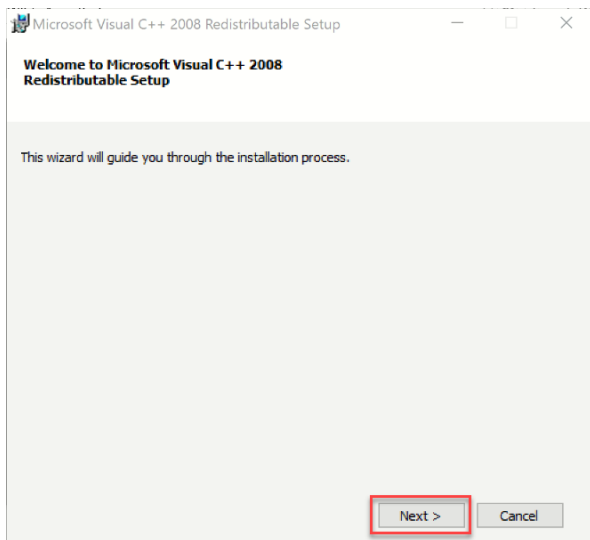 Microsoft Visual C++ 2008 Redistributable Setup
Welcome to Microsoft Visual C++ 2008
Redistributable Setup
This wizard will guide you through the installation process.
Next >
Cancel